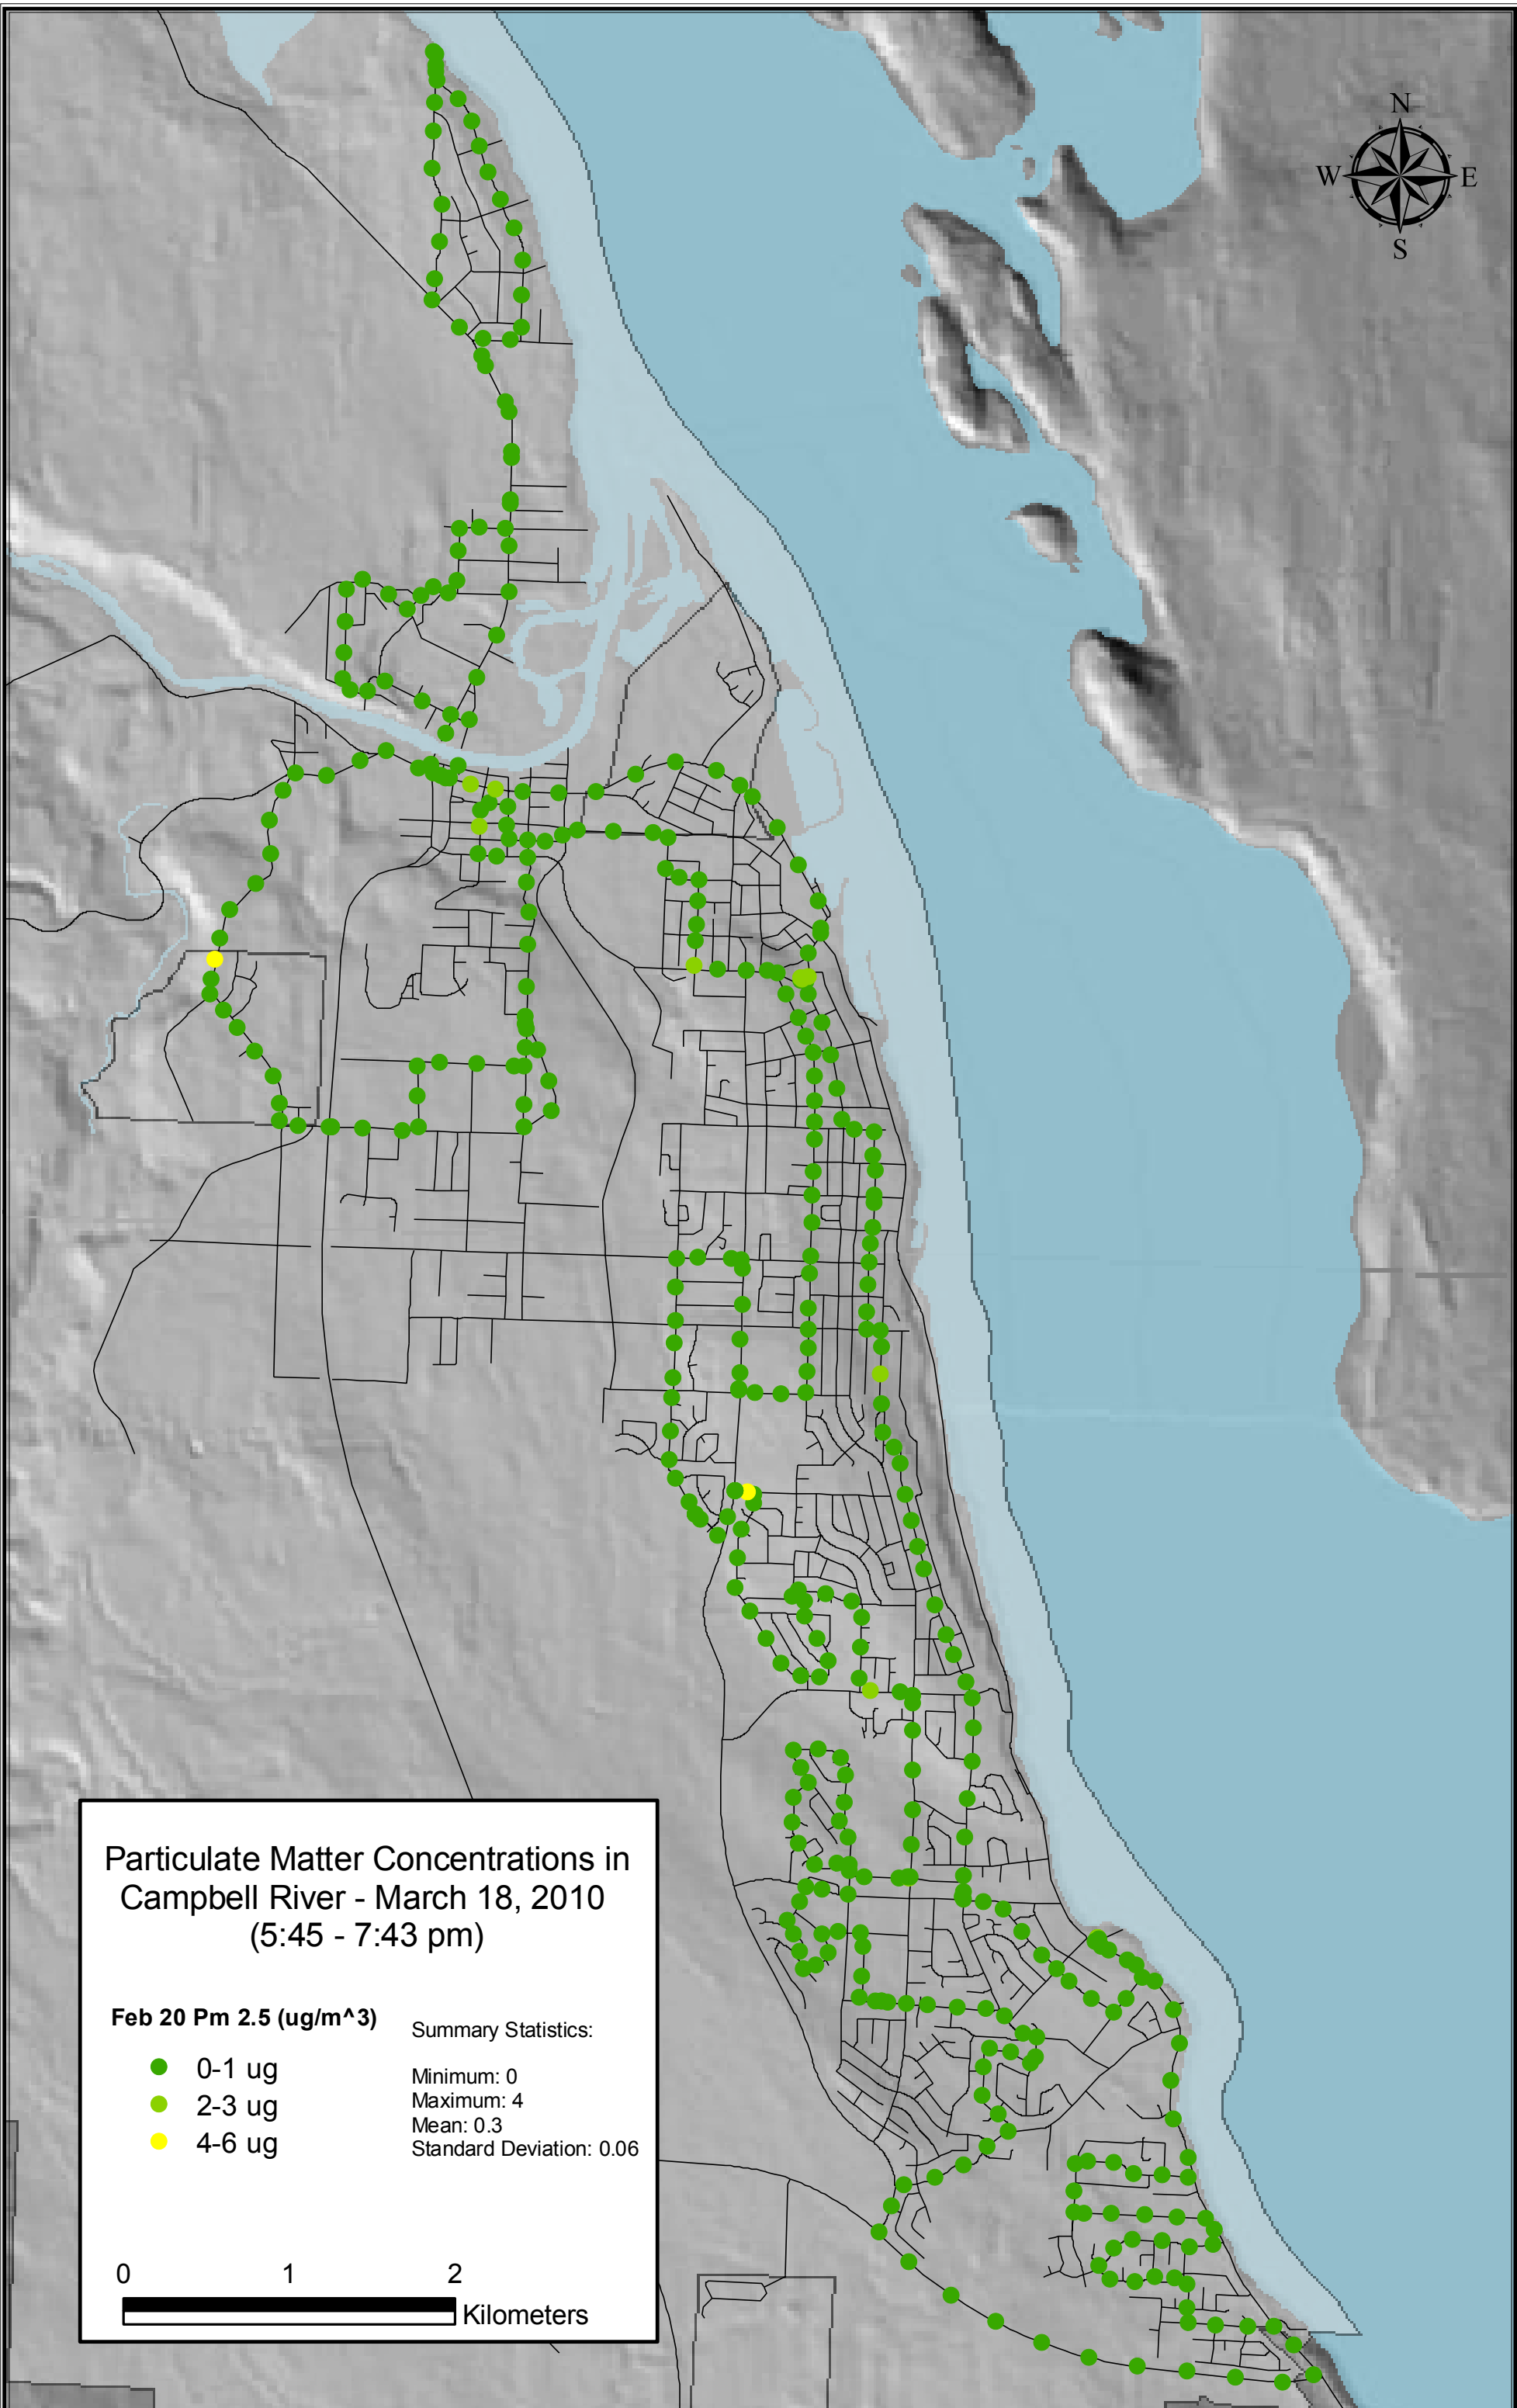 N
W E
S
Particulate Matter Concentrations in
Campbell River - March 18, 2010
(5:45 - 7:43 pm)
Feb 20 Pm 2.5 (ug/m^3)
0-1 ug
2-3 ug
4-6 ug
Summary Statistics:
Minimum: 0
Maximum: 4
Mean: 0.3
Standard Deviation: 0.06
0 1 2
Kilometers